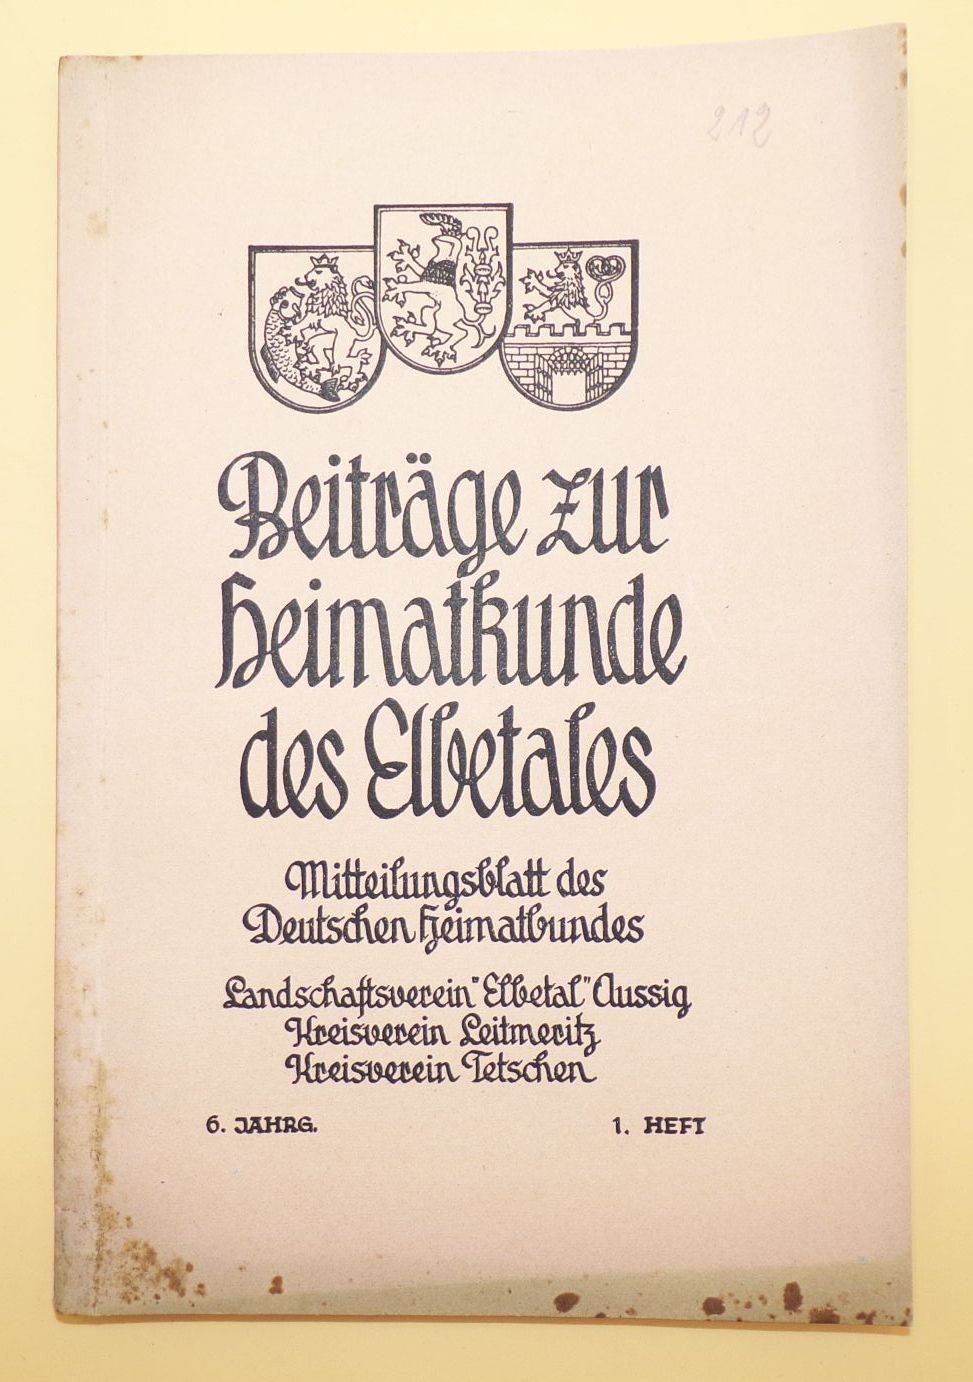 212
Beiträge zur
Heimatkunde
des Elbetales
Mitteilungsblatt des
Deutschen Heimatbundes
Landschaftsverein "Elbetal" Aussig
Kreisverein Leitmeritz
Kreisverein Tetschen
6. JAHRG. 1. HEFT